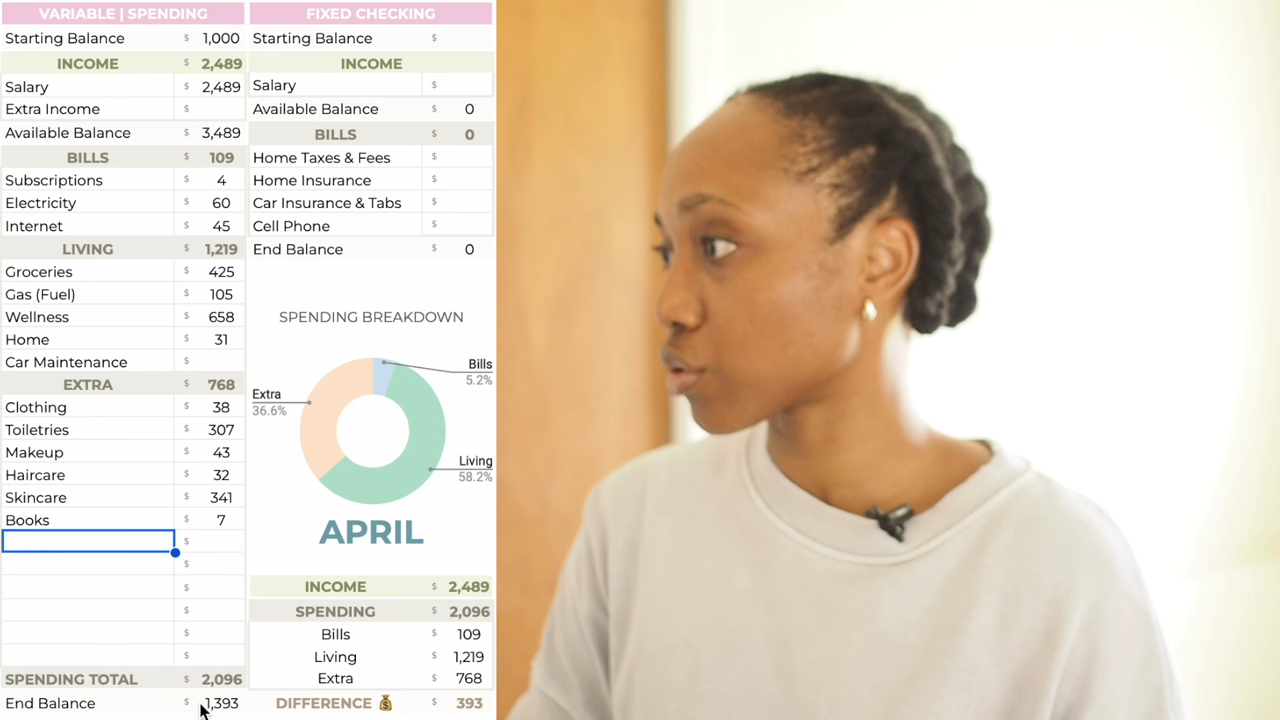 VARIABLE | SPENDING
Starting Balance $ 1,000
INCOME $ 2,489
Salary $ 2,489
Extra Income $
Available Balance $ 3,489
BILLS $ 109
Subscriptions $ 4
Electricity $ 60
Internet $ 45
LIVING $ 1,219
Groceries $ 425
Gas (Fuel) $ 105
Wellness $ 658
Home $ 31
Car Maintenance $
EXTRA $ 768
Clothing $ 38
Toiletries $ 307
Makeup $ 43
Haircare $ 32
Skincare $ 341
Books $ 7
$
$
$
$
$
$
SPENDING TOTAL $ 2,096
End Balance $ 1,393
FIXED CHECKING
Starting Balance $
INCOME
Salary $
Available Balance $ 0
BILLS $ 0
Home Taxes & Fees $
Home Insurance $
Car Insurance & Tabs $
Cell Phone $
End Balance $ 0
SPENDING BREAKDOWN
Bills
5.2%
Extra
36.6%
Living
58.2%
APRIL
INCOME $ 2,489
SPENDING $ 2,096
Bills $ 109
Living $ 1,219
Extra $ 768
DIFFERENCE 💰 $ 393